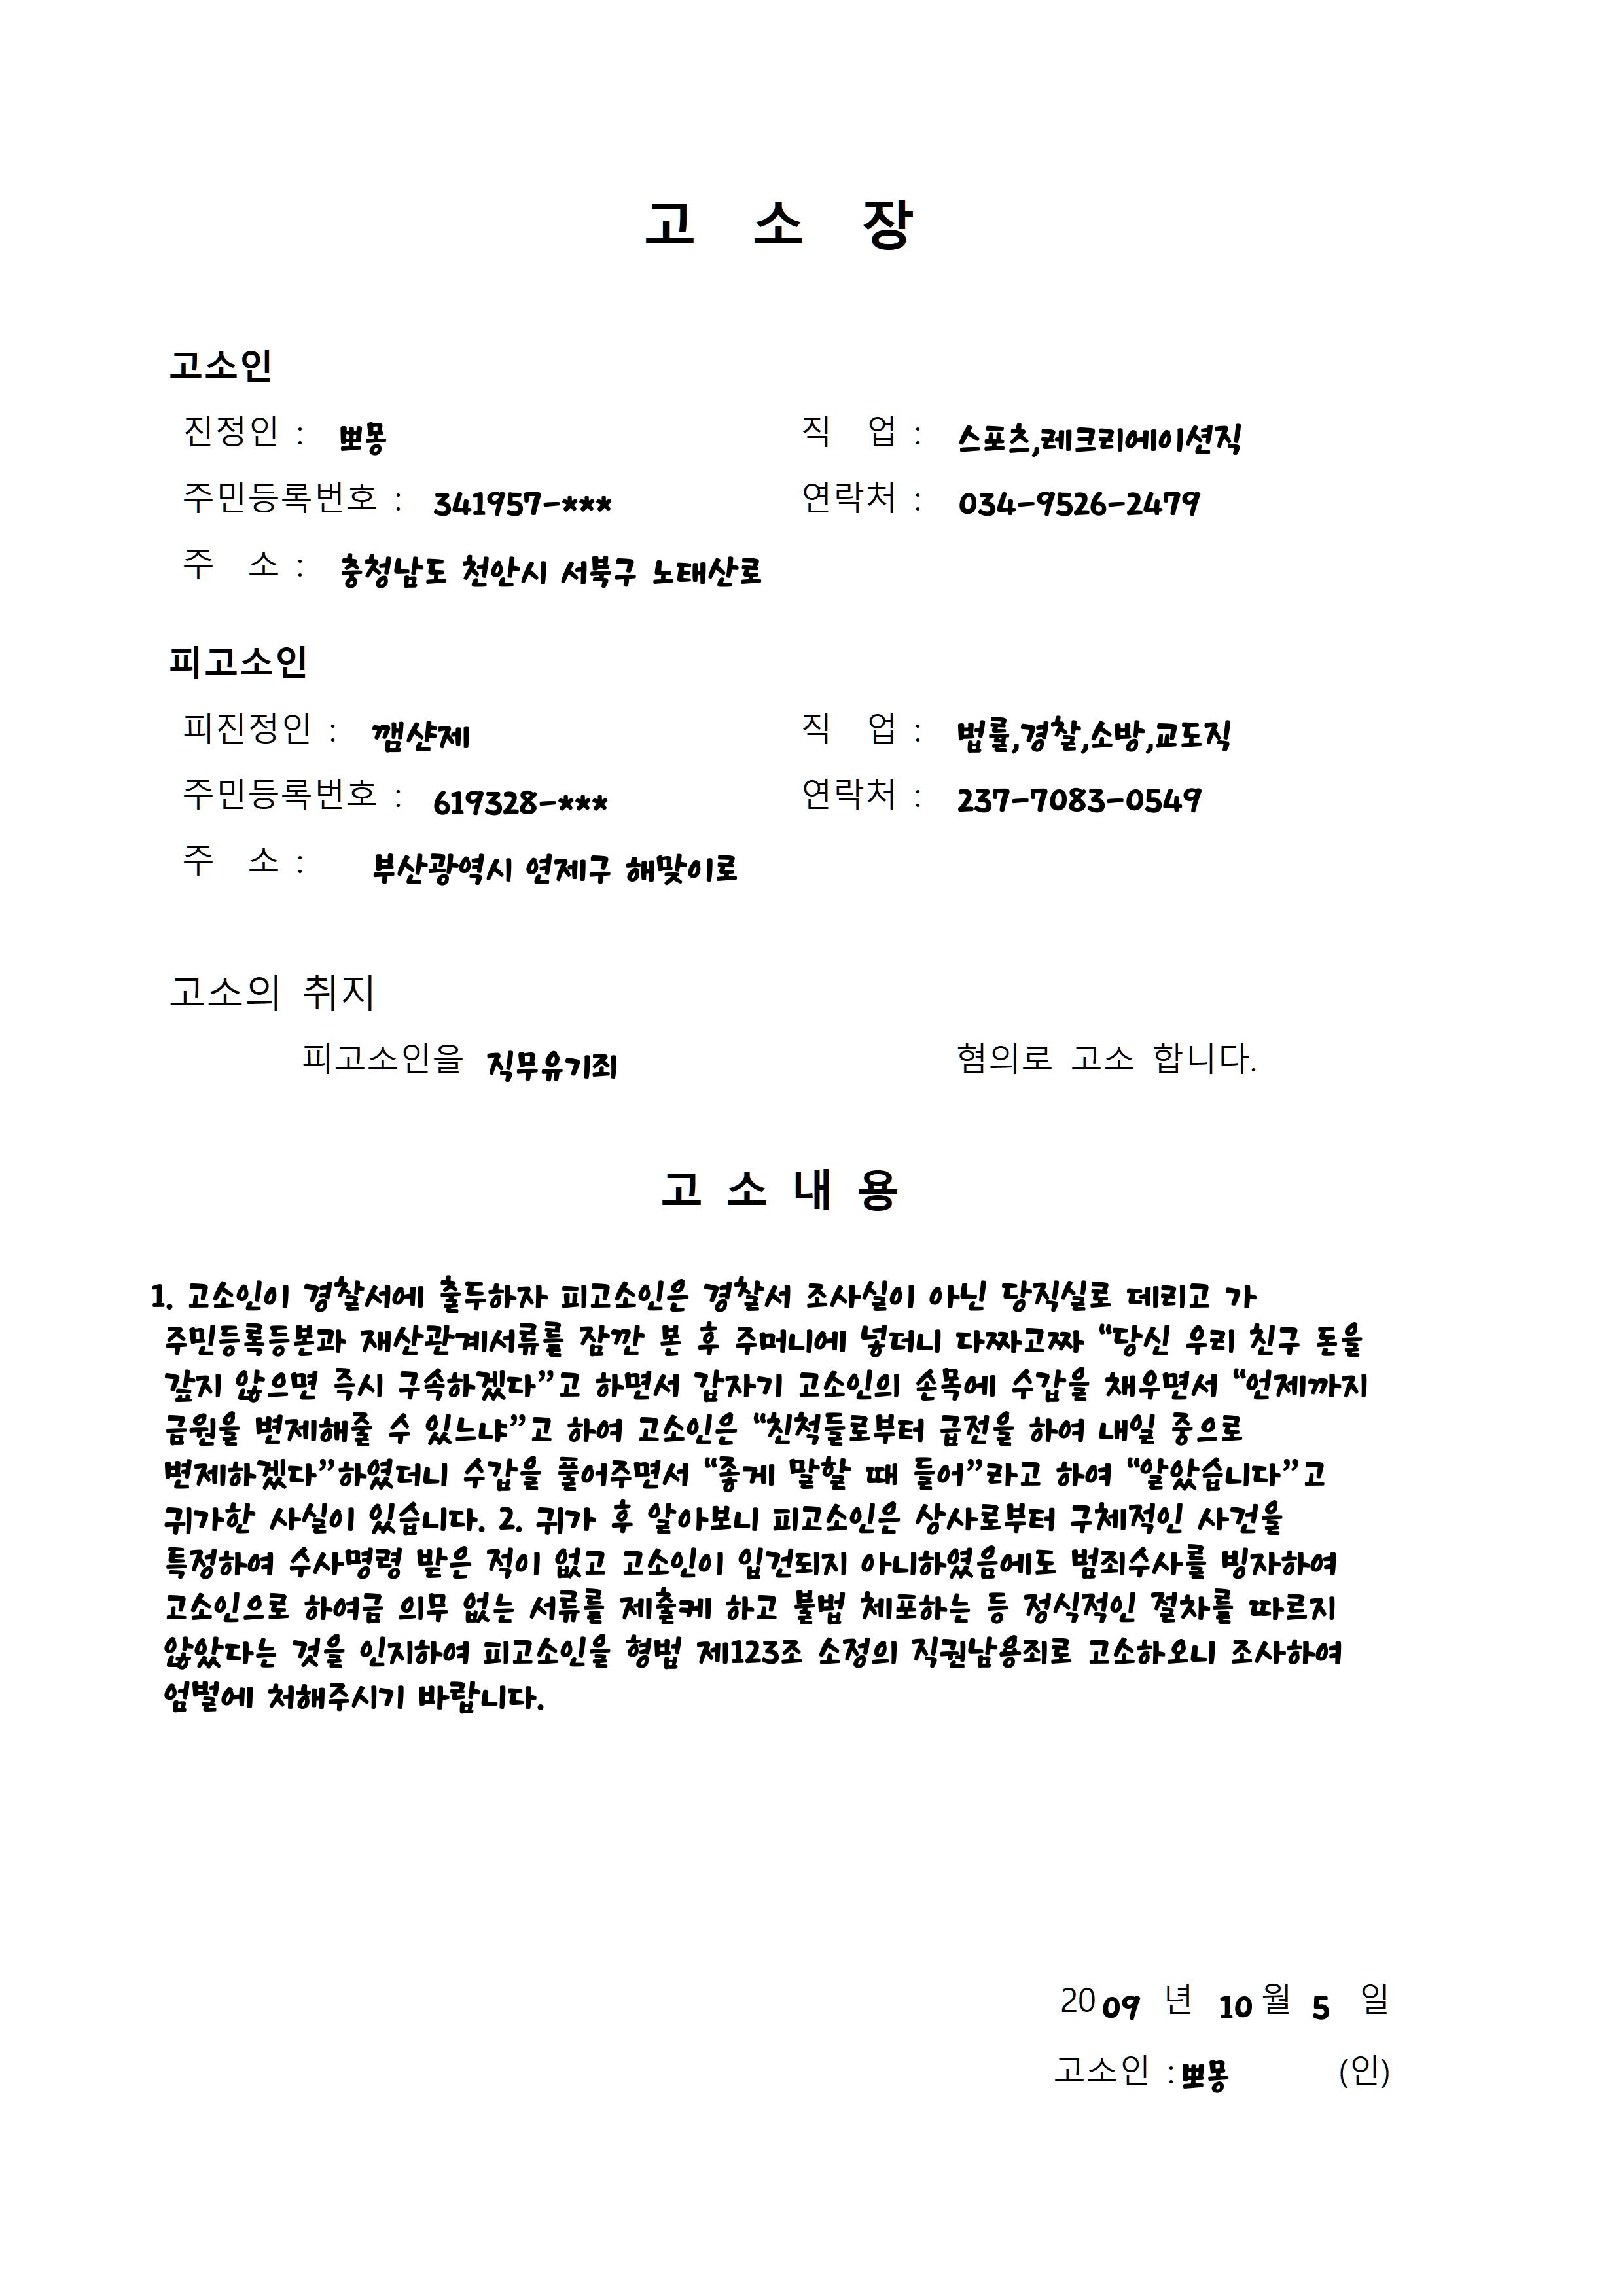 고 소 장
고소인
진정인 : 뽀몽 직 업 : 스포츠,레크리에이션직
주민등록번호 : 341957-*** 연락처 : 034-9526-2479
주 소 : 충청남도 천안시 서북구 노태산로
피고소인
피진정인 : 깸샨제 직 업 : 법률,경찰,소방,교도직
주민등록번호 : 619328-*** 연락처 : 237-7083-0549
주 소 : 부산광역시 연제구 해맞이로
고소의 취지
피고소인을 직무유기죄 혐의로 고소 합니다.
고 소 내 용
1. 고소인이 경찰서에 출두하자 피고소인은 경찰서 조사실이 아닌 당직실로 데리고 가
주민등록등본과 재산관계서류를 잠깐 본 후 주머니에 넣더니 다짜고짜 “당신 우리 친구 돈을
갚지 않으면 즉시 구속하겠다”고 하면서 갑자기 고소인의 손목에 수갑을 채우면서 “언제까지
금원을 변제해줄 수 있느냐”고 하여 고소인은 “친척들로부터 급전을 하여 내일 중으로
변제하겠다”하였더니 수갑을 풀어주면서 “좋게 말할 때 들어”라고 하여 “알았습니다”고
귀가한 사실이 있습니다. 2. 귀가 후 알아보니 피고소인은 상사로부터 구체적인 사건을
특정하여 수사명령 받은 적이 없고 고소인이 입건되지 아니하였음에도 범죄수사를 빙자하여
고소인으로 하여금 의무 없는 서류를 제출케 하고 불법 체포하는 등 정식적인 절차를 따르지
않았다는 것을 인지하여 피고소인을 형법 제123조 소정의 직권남용죄로 고소하오니 조사하여
엄벌에 처해주시기 바랍니다.
2009 년 10 월 5 일
고소인 : 뽀몽 (인)